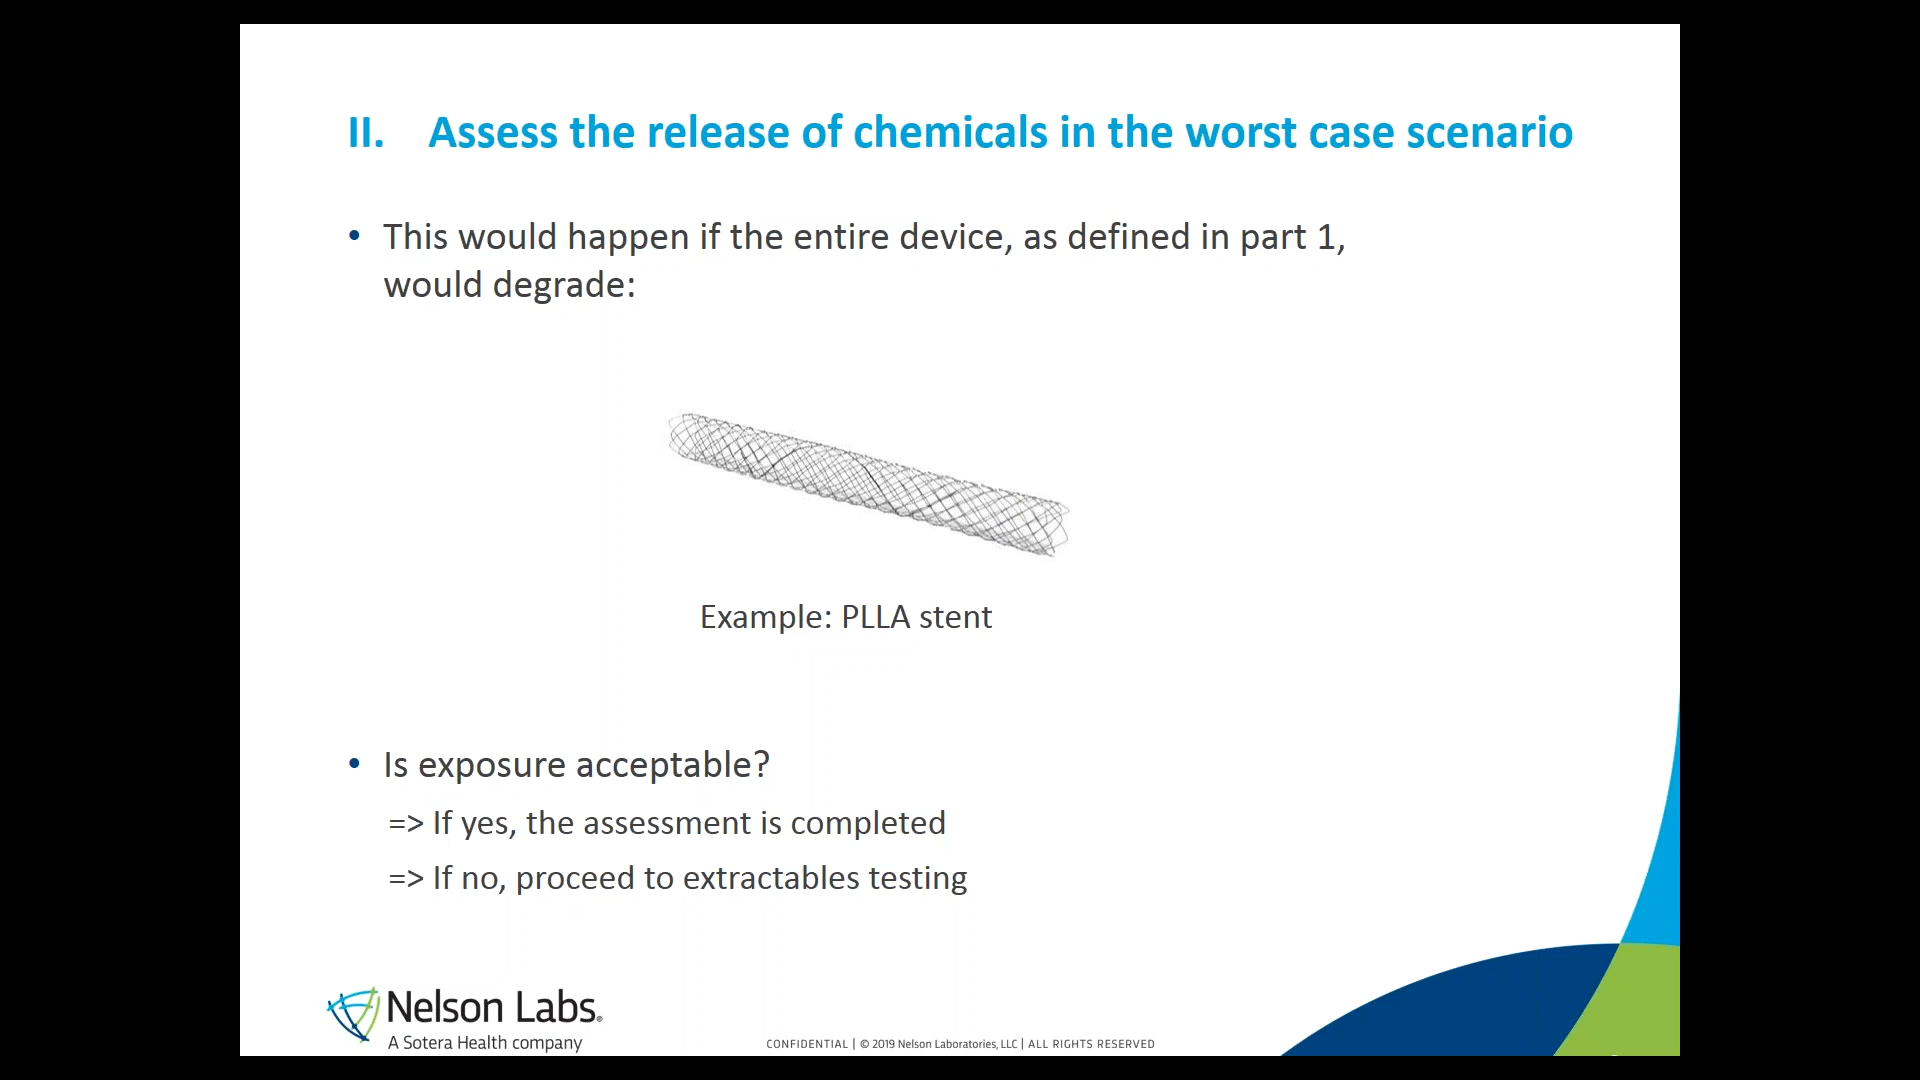 II. Assess the release of chemicals in the worst case scenario
• This would happen if the entire device, as defined in part 1,
would degrade:
Example: PLLA stent
• Is exposure acceptable?
=> If yes, the assessment is completed
=> If no, proceed to extractables testing
Nelson Labs®
A Sotera Health company
CONFIDENTIAL | © 2019 Nelson Laboratories, LLC | ALL RIGHTS RESERVED